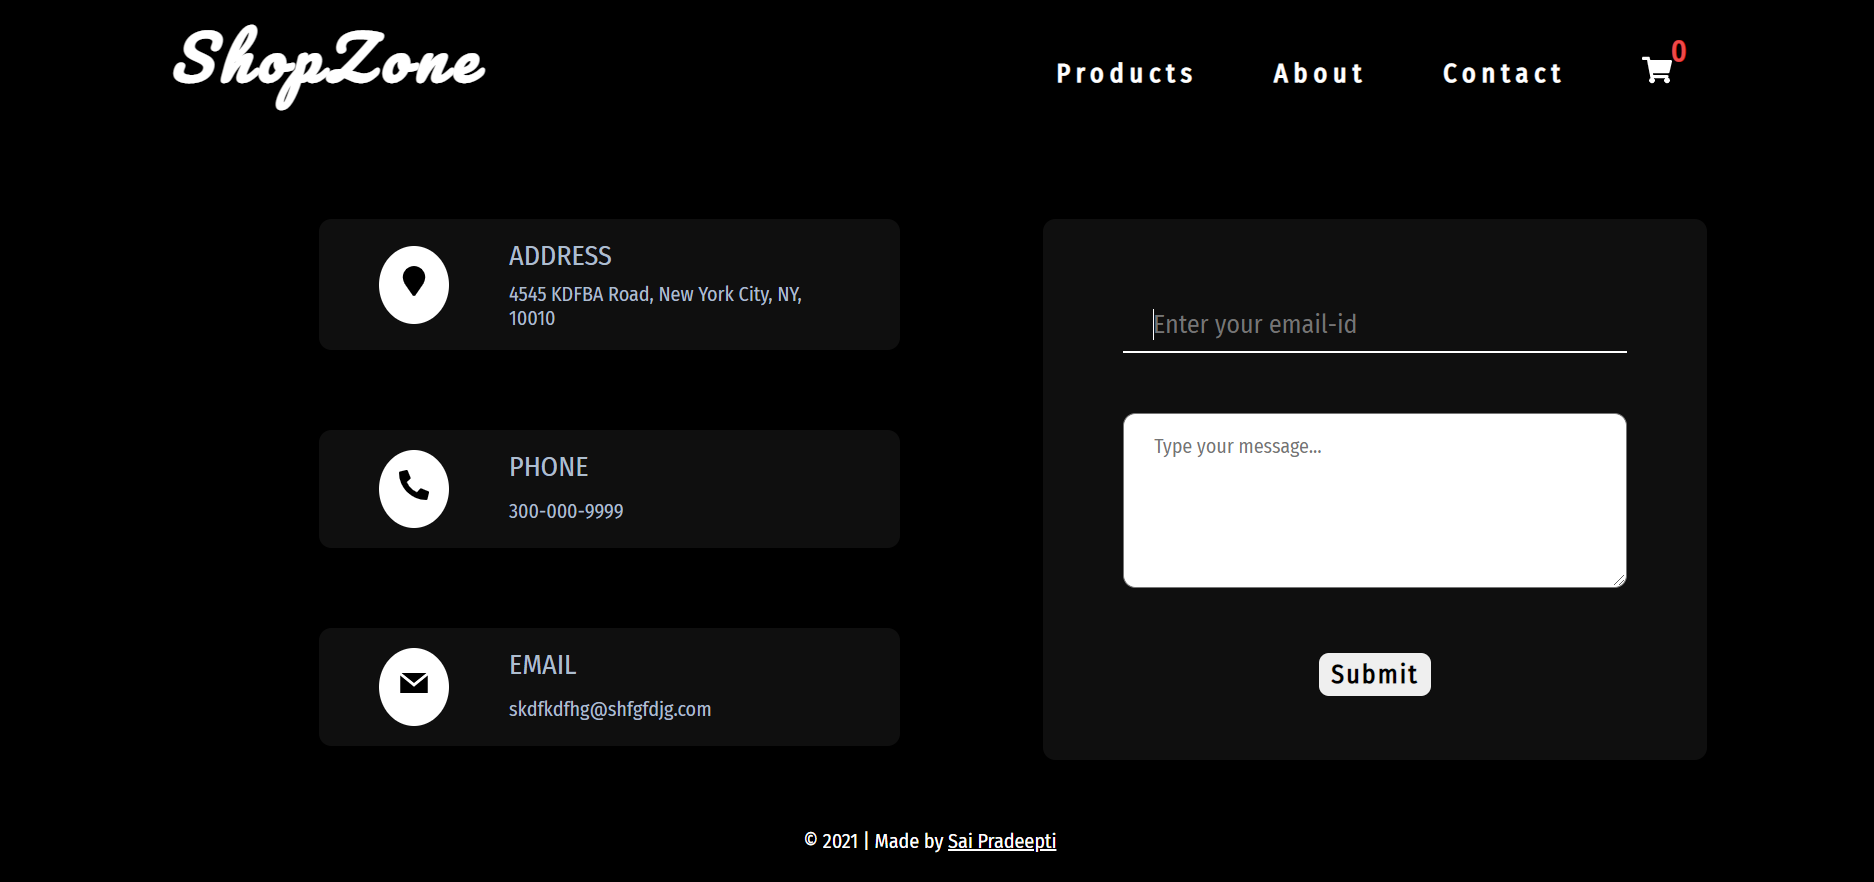 ShopZone
Products
About
Contact
0
ADDRESS
4545 KDFBA Road, New York City, NY,
10010
PHONE
300-000-9999
EMAIL
skdfkdfhg@shfgfdjg.com
Enter your email-id
Type your message...
Submit
© 2021 | Made by Sai Pradeepti